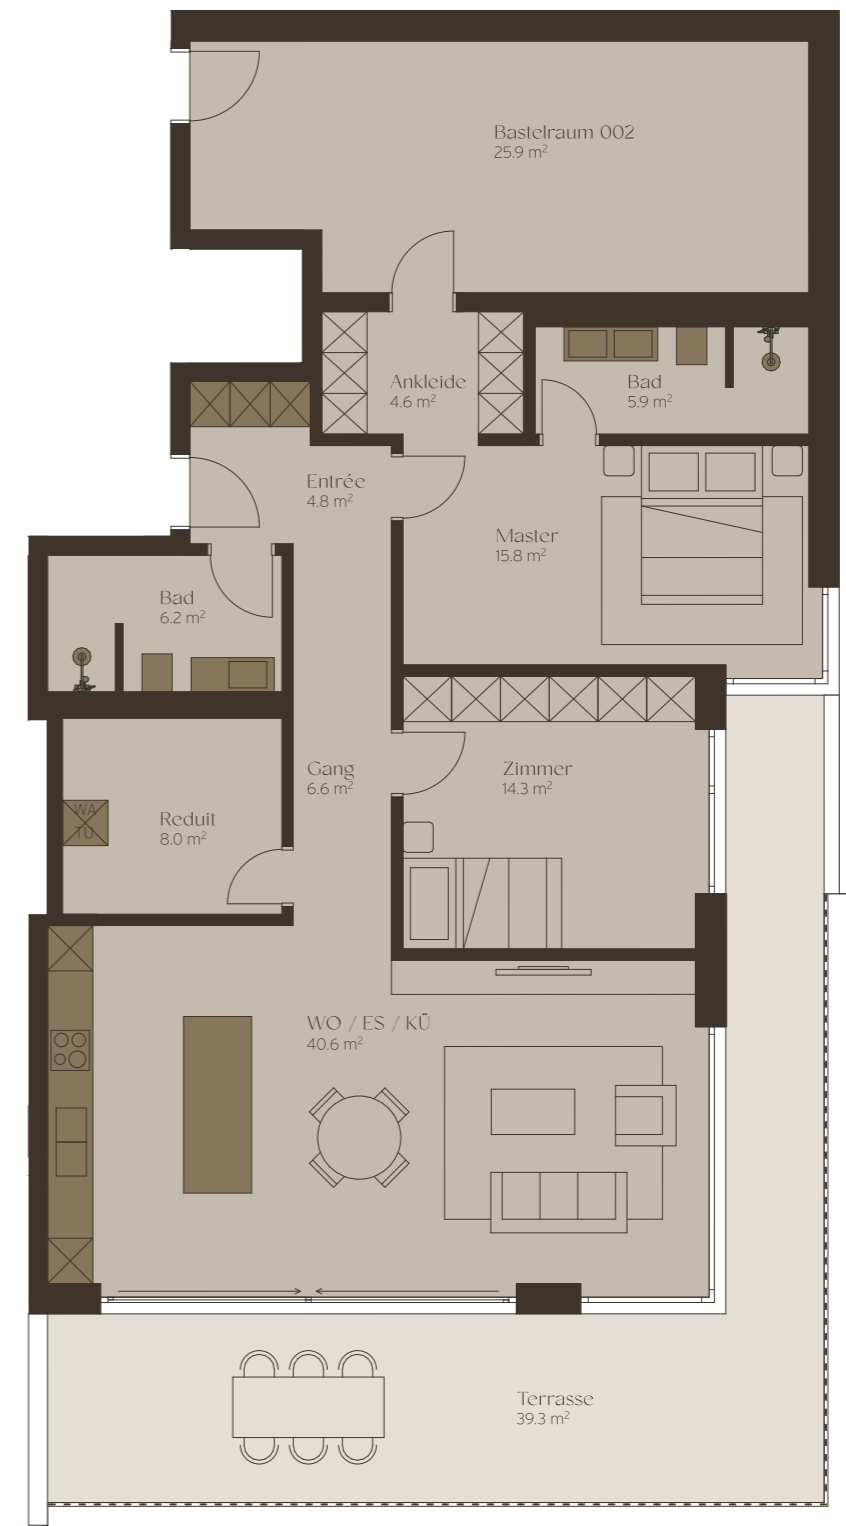 Bastelraum 002
25.9 m²
Ankleide
4.6 m²
Bad
5.9 m²
Entrée
4.8 m²
Master
15.8 m²
Bad
6.2 m²
Gang
6.6 m²
Zimmer
14.3 m²
WA
TU
Reduit
8.0 m²
WO / ES / KÜ
40.6 m²
Terrasse
39.3 m²